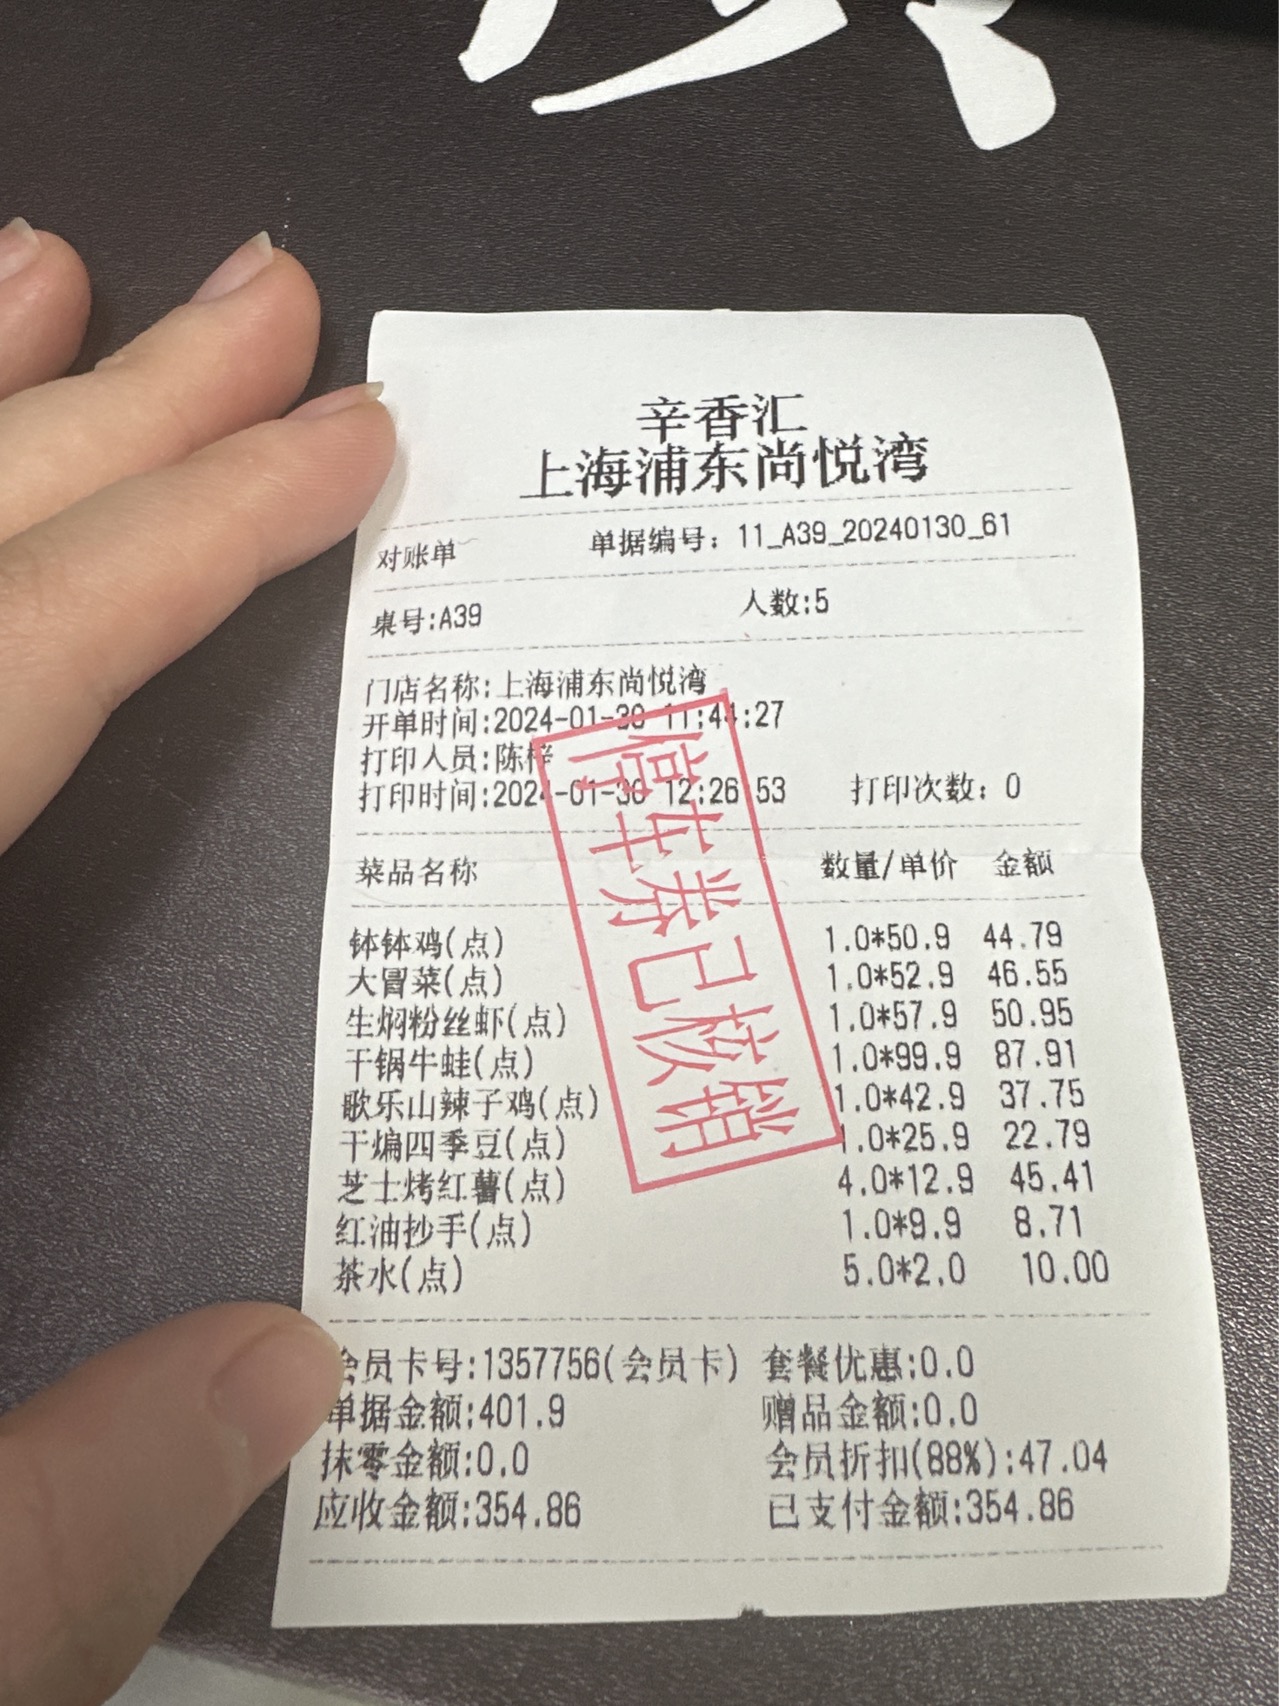 辛香汇
上海浦东尚悦湾
对账单 单据编号：11_A39_20240130_61
桌号:A39 人数:5
门店名称:上海浦东尚悦湾
开单时间:2024-01-30 11:44:27
打印人员:陈梓
打印时间:2024-01-30 12:26:53 打印次数：0
停车券已核销
菜品名称 数量/单价 金额
钵钵鸡(点) 1.0*50.9 44.79
大冒菜(点) 1.0*52.9 46.55
生焖粉丝虾(点) 1.0*57.9 50.95
干锅牛蛙(点) 1.0*99.9 87.91
歌乐山辣子鸡(点) 1.0*42.9 37.75
干煸四季豆(点) 1.0*25.9 22.79
芝士烤红薯(点) 4.0*12.9 45.41
红油抄手(点) 1.0*9.9 8.71
茶水(点) 5.0*2.0 10.00
会员卡号:1357756(会员卡) 套餐优惠:0.0
单据金额:401.9 赠品金额:0.0
抹零金额:0.0 会员折扣(88%):47.04
应收金额:354.86 已支付金额:354.86